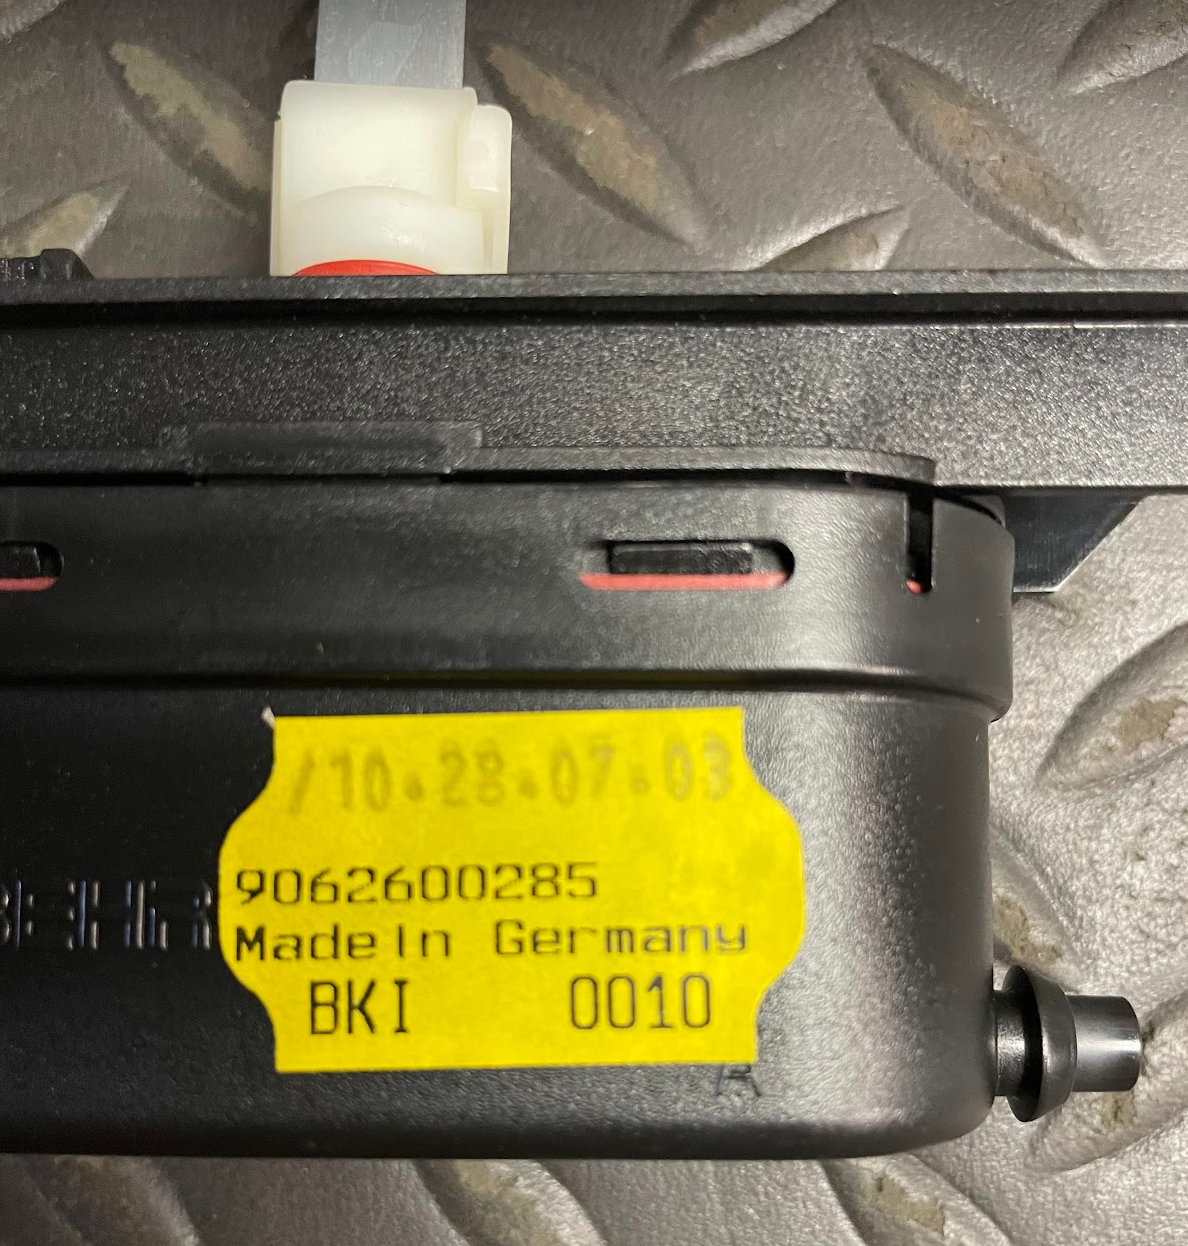 /10.28.07.03
9062600285
Made In Germany
BKI 0010